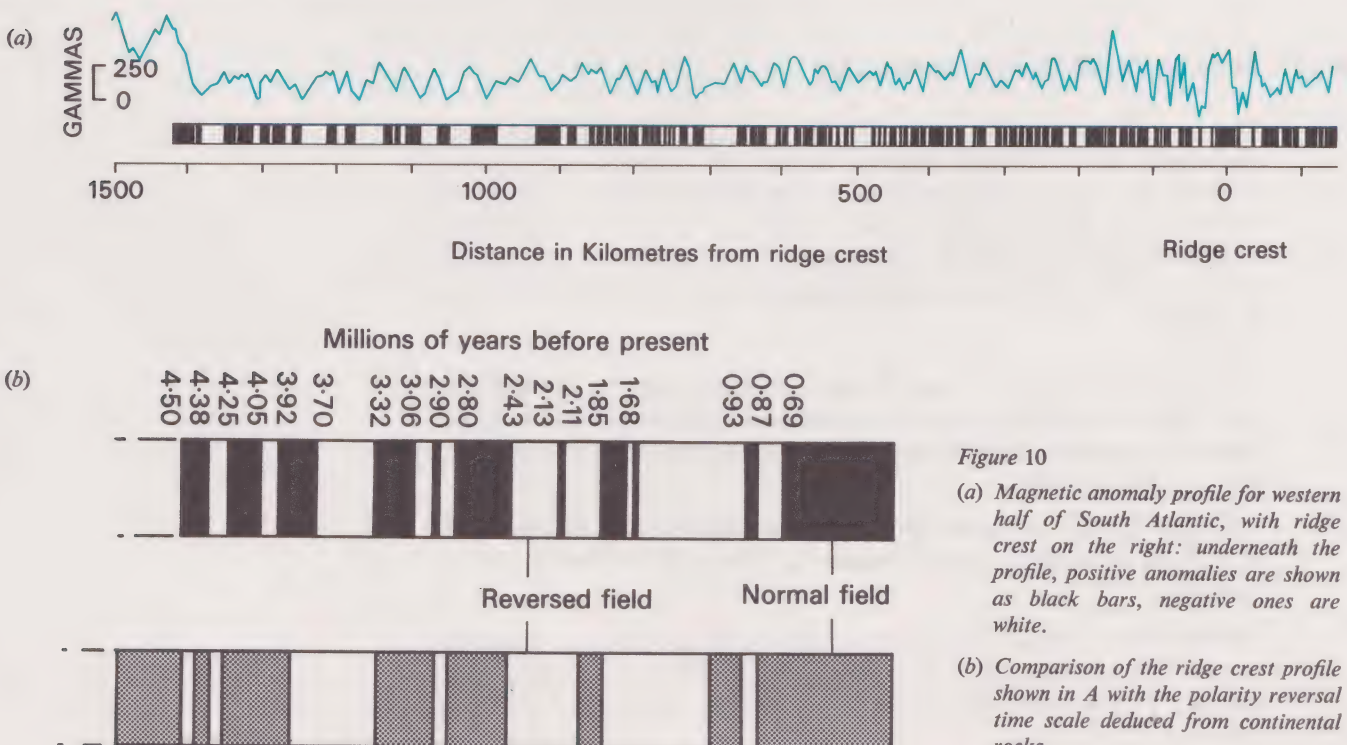 (a)
GAMMAS
250
0
1500
1000
500
0
Distance in Kilometres from ridge crest
Ridge crest
Millions of years before present
(b)
4·50
4·38
4·25
4·05
3·92
3·70
3·32
3·06
2·90
2·80
2·43
2·13
2·11
1·85
1·68
0·93
0·87
0·69
Reversed field
Normal field
Figure 10
(a) Magnetic anomaly profile for western
half of South Atlantic, with ridge
crest on the right: underneath the
profile, positive anomalies are shown
as black bars, negative ones are
white.
(b) Comparison of the ridge crest profile
shown in A with the polarity reversal
time scale deduced from continental